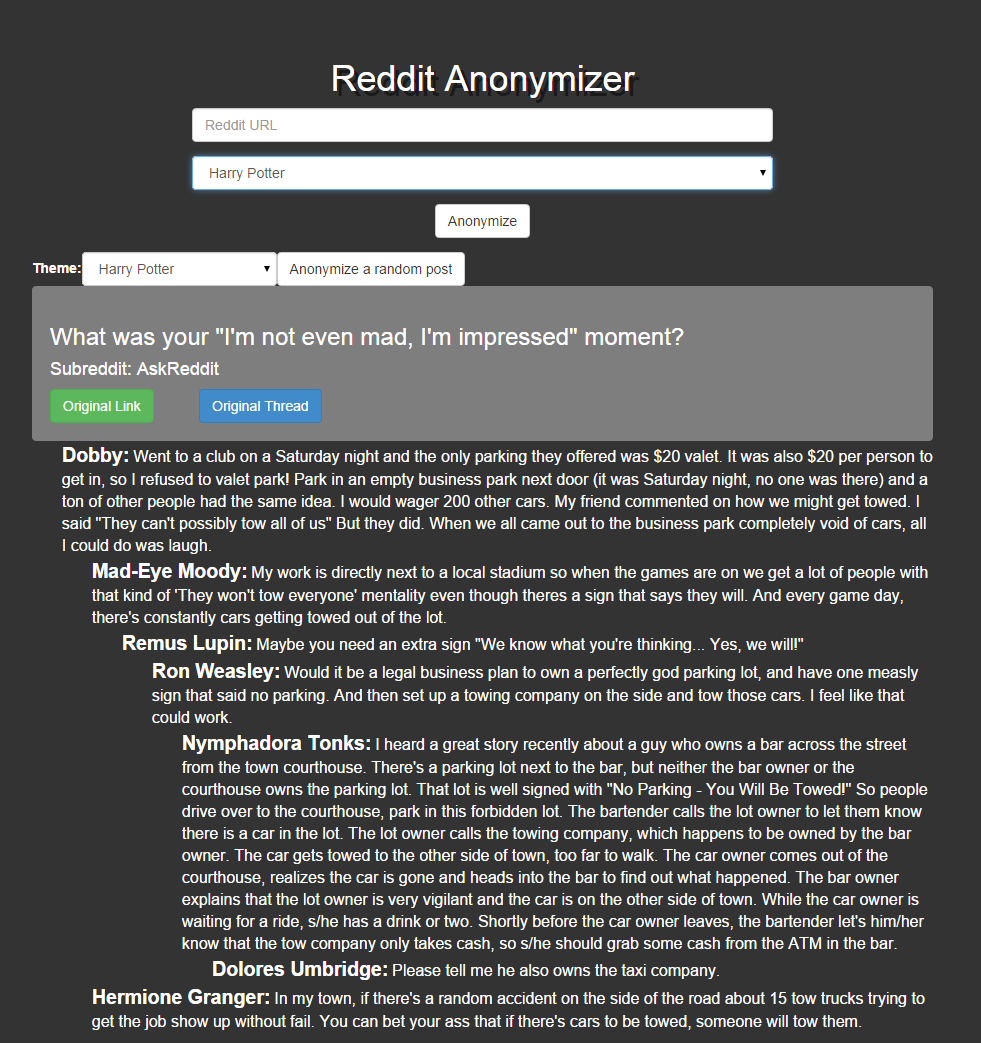 Reddit Anonymizer
Reddit URL
Harry Potter
Anonymize
Theme: Harry Potter Anonymize a random post
What was your "I'm not even mad, I'm impressed" moment?
Subreddit: AskReddit
Original Link Original Thread
Dobby: Went to a club on a Saturday night and the only parking they offered was $20 valet. It was also $20 per person to
get in, so I refused to valet park! Park in an empty business park next door (it was Saturday night, no one was there) and a
ton of other people had the same idea. I would wager 200 other cars. My friend commented on how we might get towed. I
said "They can't possibly tow all of us" But they did. When we all came out to the business park completely void of cars, all
I could do was laugh.
Mad-Eye Moody: My work is directly next to a local stadium so when the games are on we get a lot of people with
that kind of 'They won't tow everyone' mentality even though theres a sign that says they will. And every game day,
there's constantly cars getting towed out of the lot.
Remus Lupin: Maybe you need an extra sign "We know what you're thinking... Yes, we will!"
Ron Weasley: Would it be a legal business plan to own a perfectly god parking lot, and have one measly
sign that said no parking. And then set up a towing company on the side and tow those cars. I feel like that
could work.
Nymphadora Tonks: I heard a great story recently about a guy who owns a bar across the street
from the town courthouse. There's a parking lot next to the bar, but neither the bar owner or the
courthouse owns the parking lot. That lot is well signed with "No Parking - You Will Be Towed!" So people
drive over to the courthouse, park in this forbidden lot. The bartender calls the lot owner to let them know
there is a car in the lot. The lot owner calls the towing company, which happens to be owned by the bar
owner. The car gets towed to the other side of town, too far to walk. The car owner comes out of the
courthouse, realizes the car is gone and heads into the bar to find out what happened. The bar owner
explains that the lot owner is very vigilant and the car is on the other side of town. While the car owner is
waiting for a ride, s/he has a drink or two. Shortly before the car owner leaves, the bartender let's him/her
know that the tow company only takes cash, so s/he should grab some cash from the ATM in the bar.
Dolores Umbridge: Please tell me he also owns the taxi company.
Hermione Granger: In my town, if there's a random accident on the side of the road about 15 tow trucks trying to
get the job show up without fail. You can bet your ass that if there's cars to be towed, someone will tow them.